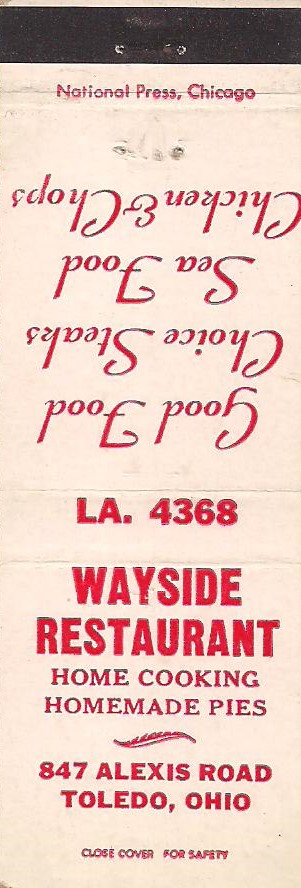 National Press, Chicago
Good Food
Choice Steaks
Sea Food
Chicken & Chops
LA. 4368
WAYSIDE
RESTAURANT
HOME COOKING
HOMEMADE PIES
847 ALEXIS ROAD
TOLEDO, OHIO
CLOSE COVER FOR SAFETY